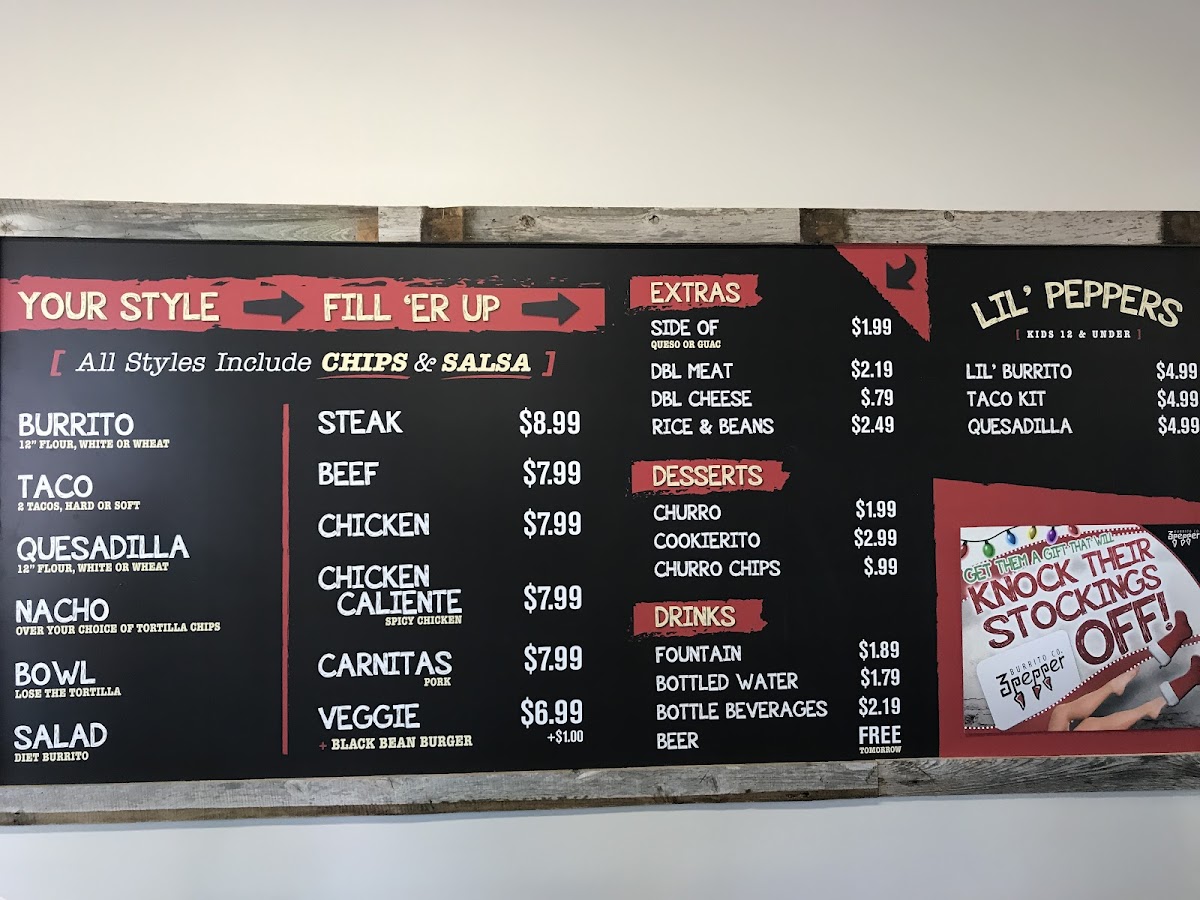 YOUR STYLE
FILL 'ER UP
[ All Styles Include CHIPS & SALSA ]
BURRITO
12" FLOUR, WHITE OR WHEAT
TACO
2 TACOS, HARD OR SOFT
QUESADILLA
12" FLOUR, WHITE OR WHEAT
NACHO
OVER YOUR CHOICE OF TORTILLA CHIPS
BOWL
LOSE THE TORTILLA
SALAD
DIET BURRITO
STEAK $8.99
BEEF $7.99
CHICKEN $7.99
CHICKEN
CALIENTE $7.99
SPICY CHICKEN
CARNITAS $7.99
PORK
VEGGIE $6.99
+ BLACK BEAN BURGER +$1.00
EXTRAS
SIDE OF $1.99
QUESO OR GUAC
DBL MEAT $2.19
DBL CHEESE $.79
RICE & BEANS $2.49
DESSERTS
CHURRO $1.99
COOKIERITO $2.99
CHURRO CHIPS $.99
DRINKS
FOUNTAIN $1.89
BOTTLED WATER $1.79
BOTTLE BEVERAGES $2.19
BEER FREE
TOMORROW
LIL' PEPPERS
[ KIDS 12 & UNDER ]
LIL' BURRITO $4.99
TACO KIT $4.99
QUESADILLA $4.99
GET THEM A GIFT THAT WILL
KNOCK THEIR
STOCKINGS
OFF!
BURRITO CO.
3pepper
BURRITO CO.
3pepper